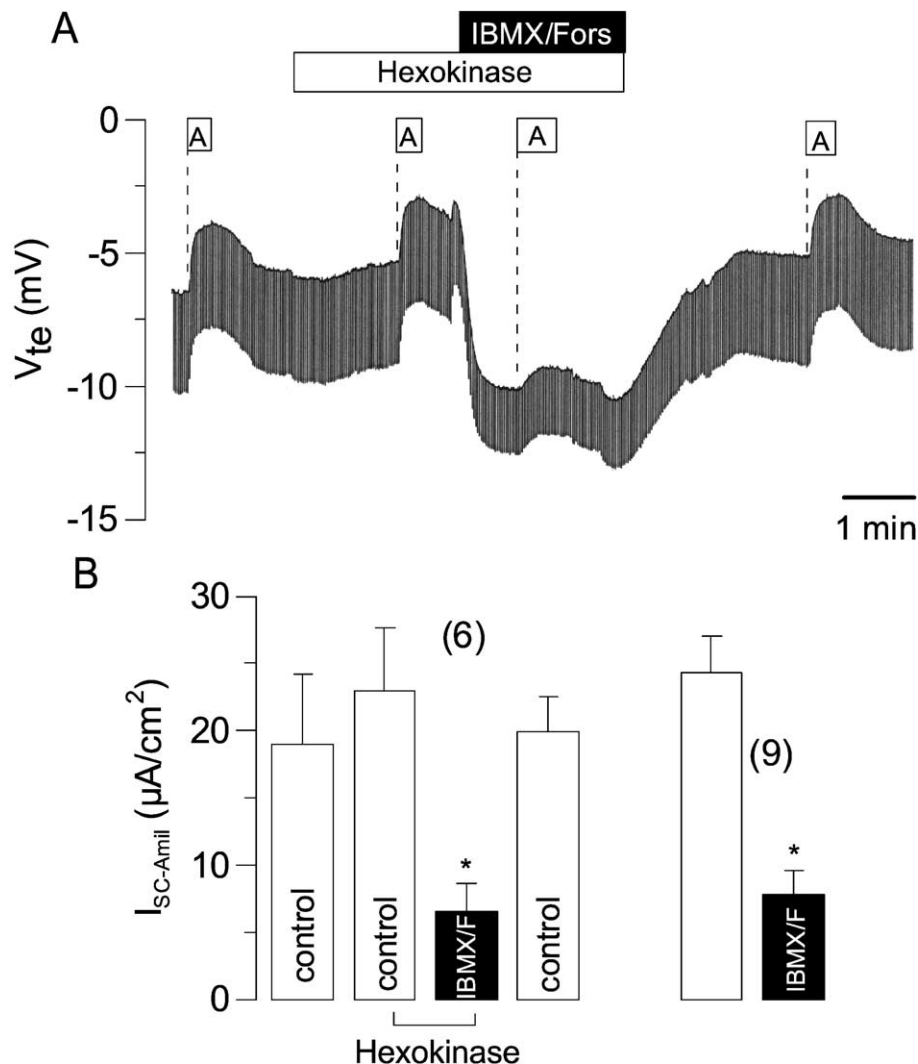 A
IBMX/Fors
Hexokinase
0
A
A
A
A
-5
-10
-15
Vte (mV)
1 min
B
30
20
10
0
ISC-Amil (µA/cm²)
(6)
(9)
control
control
*
IBMX/F
control
*
IBMX/F
Hexokinase